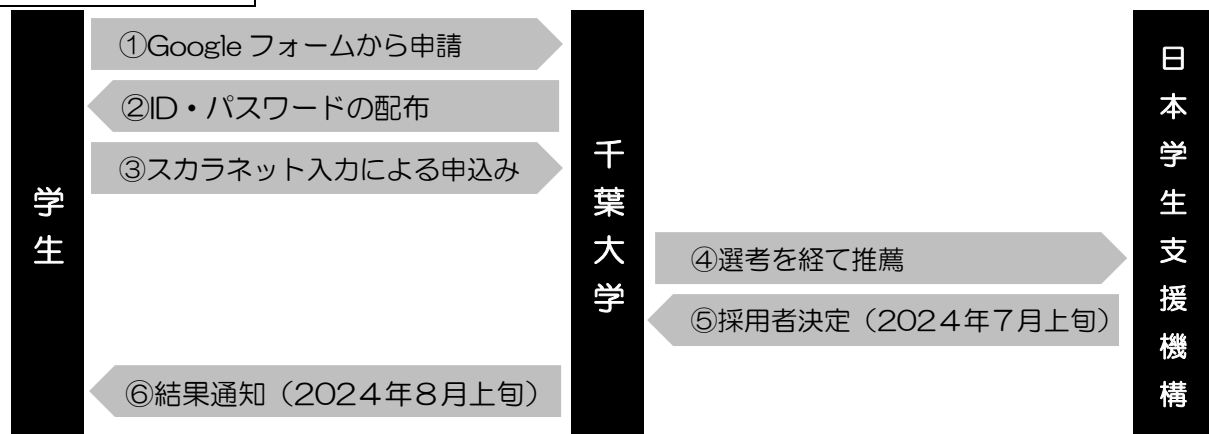 ①Google フォームから申請
②ID・パスワードの配布
③スカラネット入力による申込み
学生
千葉大学
④選考を経て推薦
⑤採用者決定（2024年7月上旬）
⑥結果通知（2024年8月上旬）
日本学生支援機構